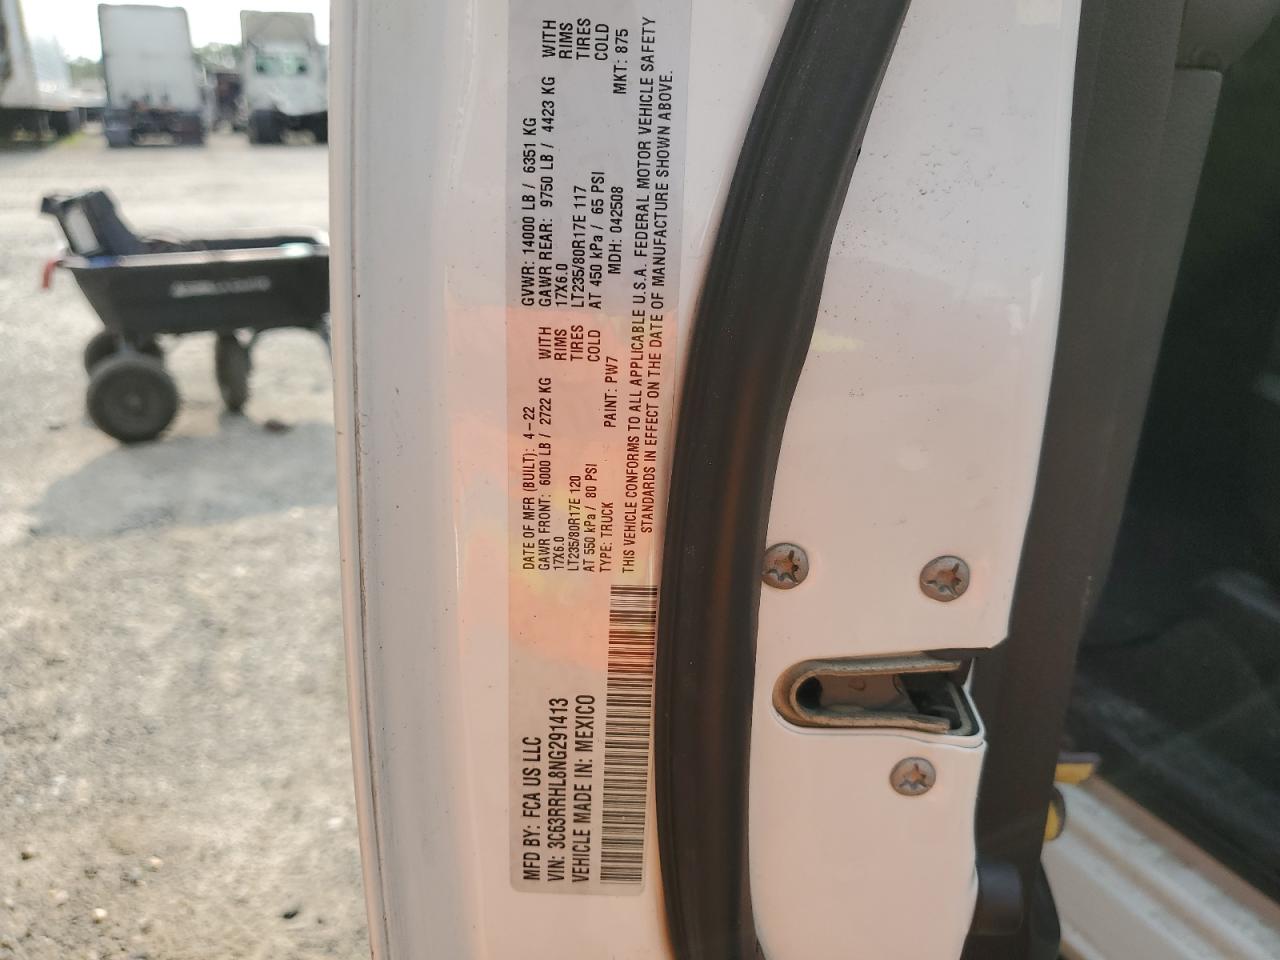 MFD BY: FCA US LLC
VIN: 3C63RRHL8NG291413
VEHICLE MADE IN: MEXICO
DATE OF MFR (BUILT): 4-22 GVWR: 14000 LB / 6351 KG
GAWR FRONT: 6000 LB / 2722 KG WITH GAWR REAR: 9750 LB / 4423 KG WITH
17X6.0 RIMS 17X6.0 RIMS
LT235/80R17E 120 TIRES LT235/80R17E 117 TIRES
AT 550 kPa / 80 PSI COLD AT 450 kPa / 65 PSI COLD
TYPE: TRUCK PAINT: PW7 MDH: 042508 MKT: 875
THIS VEHICLE CONFORMS TO ALL APPLICABLE U.S.A. FEDERAL MOTOR VEHICLE SAFETY
STANDARDS IN EFFECT ON THE DATE OF MANUFACTURE SHOWN ABOVE.